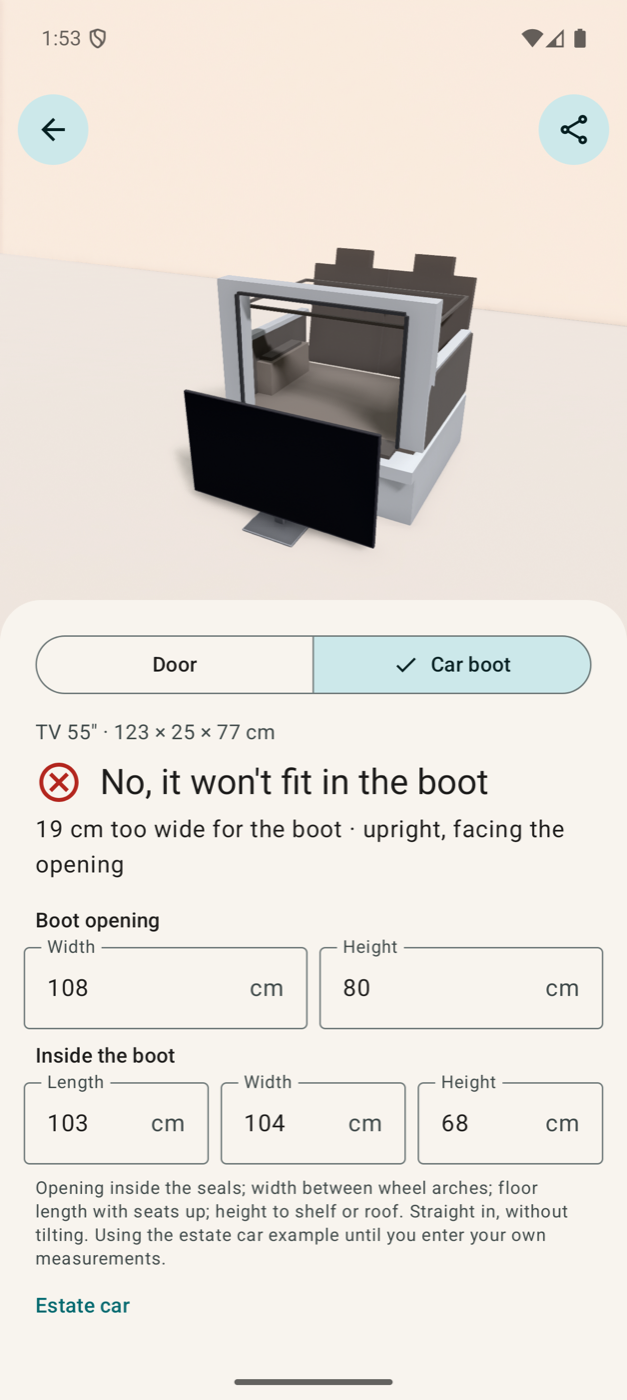 1:53
Door
Car boot
TV 55" · 123 × 25 × 77 cm
No, it won't fit in the boot
19 cm too wide for the boot · upright, facing the
opening
Boot opening
Width
Height
108 cm
80 cm
Inside the boot
Length
Width
Height
103 cm
104 cm
68 cm
Opening inside the seals; width between wheel arches; floor
length with seats up; height to shelf or roof. Straight in, without
tilting. Using the estate car example until you enter your own
measurements.
Estate car